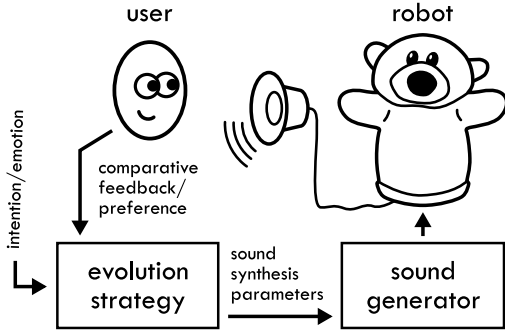 user
robot
intention/emotion
comparative
feedback/
preference
evolution
strategy
sound
synthesis
parameters
sound
generator